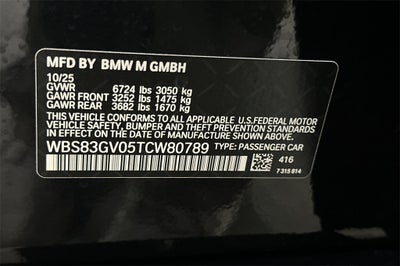 MFD BY BMW M GMBH
10/25
GVWR 6724 lbs 3050 kg
GAWR FRONT 3252 lbs 1475 kg
GAWR REAR 3682 lbs 1670 kg
THIS VEHICLE CONFORMS TO ALL APPLICABLE U.S.FEDERAL MOTOR
VEHICLE SAFETY, BUMPER, AND THEFT PREVENTION STANDARDS IN
EFFECT ON THE DATE OF MANUFACTURE SHOWN ABOVE.
WBS83GV05TCW80789 TYPE: PASSENGER CAR
416
7 315 814